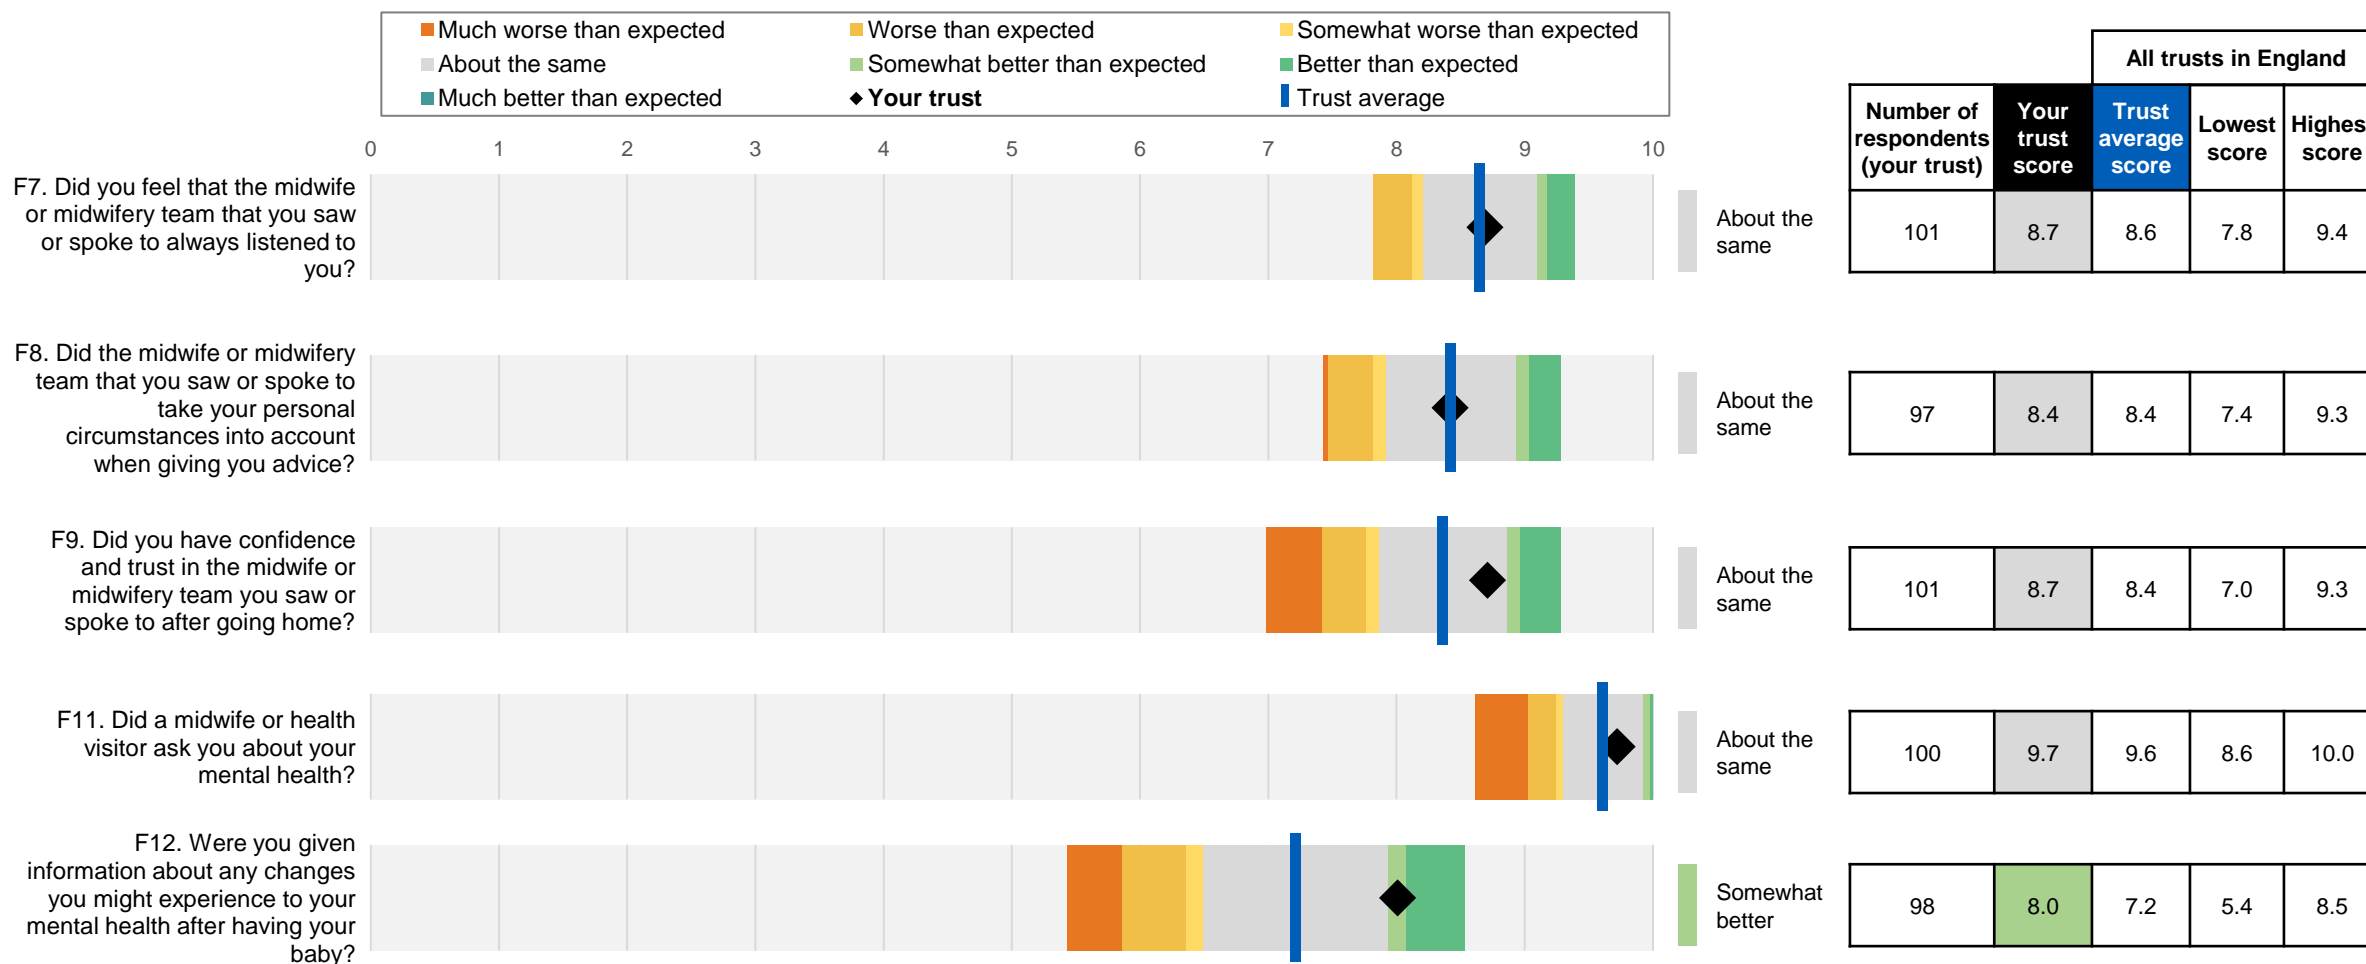 Much worse than expected
Worse than expected
Somewhat worse than expected
About the same
Somewhat better than expected
Better than expected
Much better than expected
Your trust
Trust average
0 1 2 3 4 5 6 7 8 9 10
All trusts in England
Number of respondents (your trust)
Your trust score
Trust average score
Lowest score
Highes score
F7. Did you feel that the midwife
or midwifery team that you saw
or spoke to always listened to
you?
About the
same
101 8.7 8.6 7.8 9.4
F8. Did the midwife or midwifery
team that you saw or spoke to
take your personal
circumstances into account
when giving you advice?
About the
same
97 8.4 8.4 7.4 9.3
F9. Did you have confidence
and trust in the midwife or
midwifery team you saw or
spoke to after going home?
About the
same
101 8.7 8.4 7.0 9.3
F11. Did a midwife or health
visitor ask you about your
mental health?
About the
same
100 9.7 9.6 8.6 10.0
F12. Were you given
information about any changes
you might experience to your
mental health after having your
baby?
Somewhat
better
98 8.0 7.2 5.4 8.5